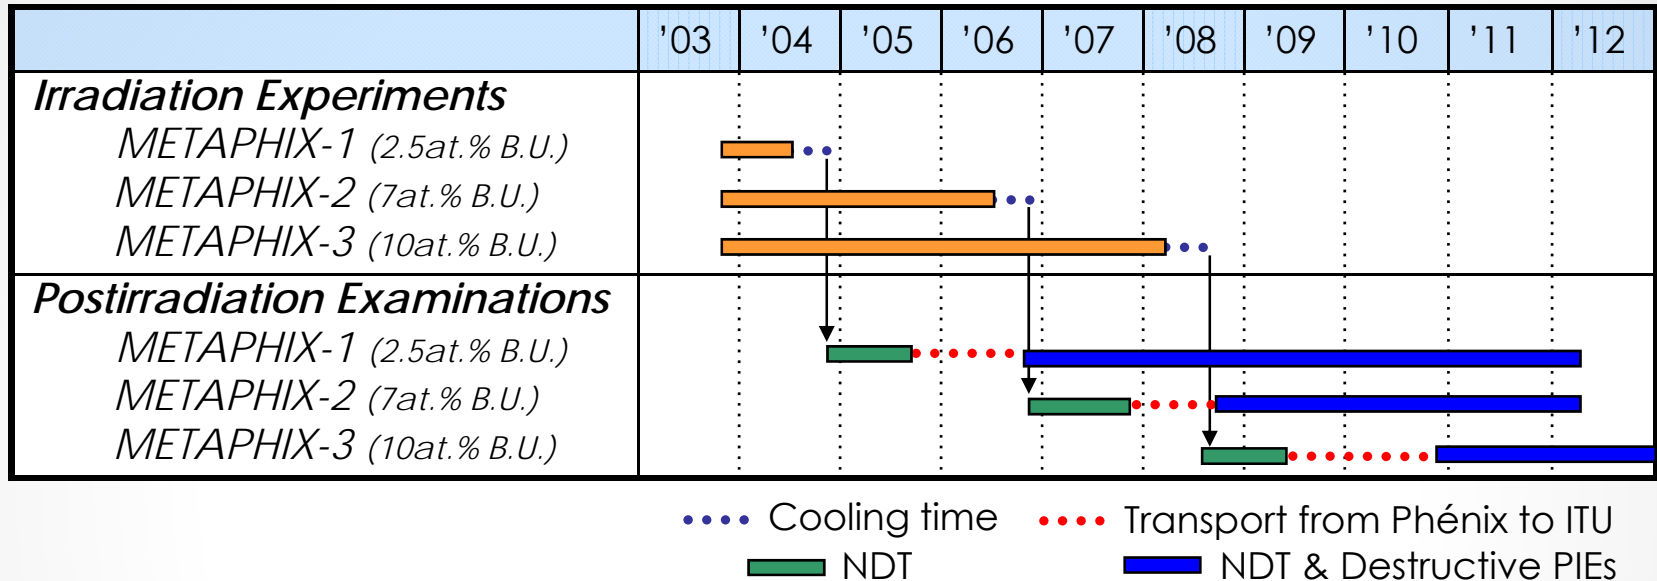 ’03 ’04 ’05 ’06 ’07 ’08 ’09 ’10 ’11 ’12
Irradiation Experiments
METAPHIX-1 (2.5at.% B.U.)
METAPHIX-2 (7at.% B.U.)
METAPHIX-3 (10at.% B.U.)
Postirradiation Examinations
METAPHIX-1 (2.5at.% B.U.)
METAPHIX-2 (7at.% B.U.)
METAPHIX-3 (10at.% B.U.)
Cooling time Transport from Phénix to ITU
NDT NDT & Destructive PIEs